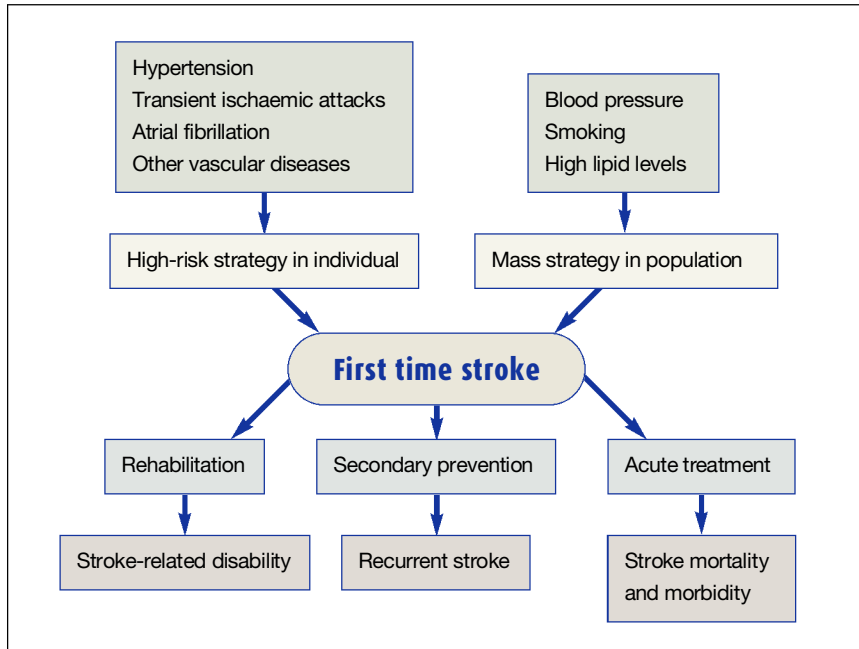 Hypertension
Transient ischaemic attacks
Atrial fibrillation
Other vascular diseases
Blood pressure
Smoking
High lipid levels
High-risk strategy in individual
Mass strategy in population
First time stroke
Rehabilitation
Secondary prevention
Acute treatment
Stroke-related disability
Recurrent stroke
Stroke mortality
and morbidity